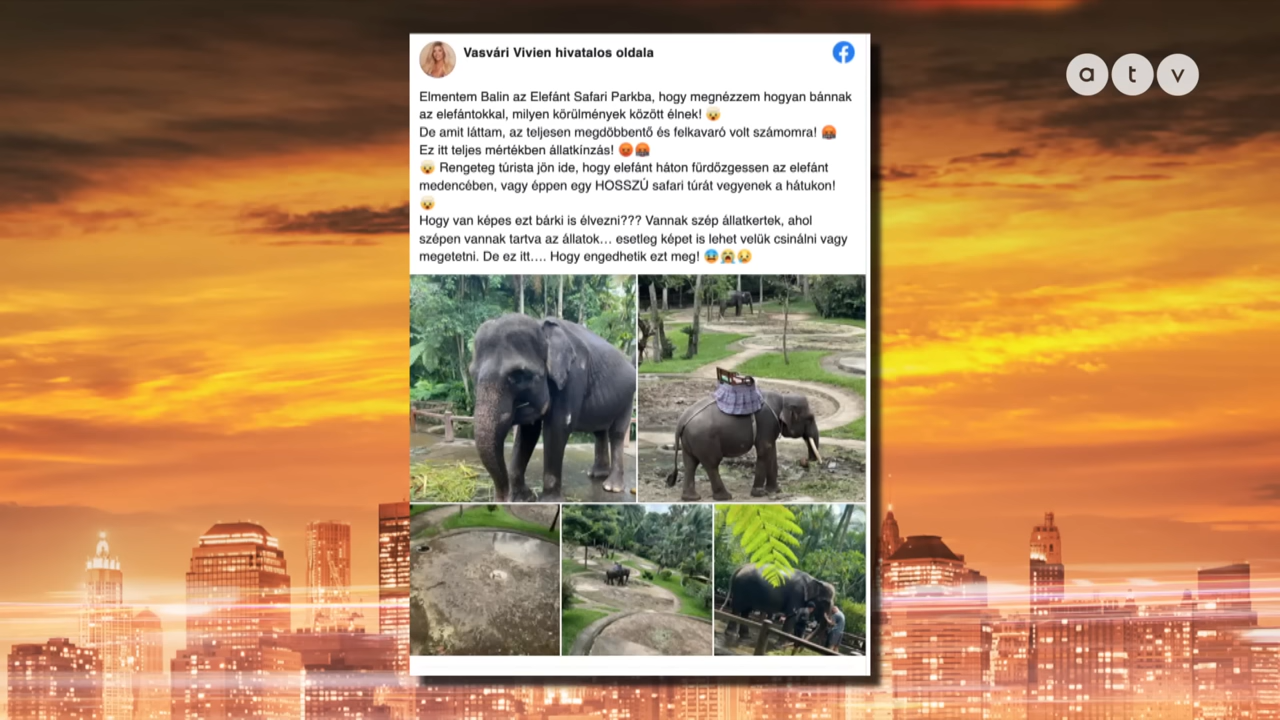 Vasvári Vivien hivatalos oldala
a t v
Elmentem Balin az Elefánt Safari Parkba, hogy megnézzem hogyan bánnak
az elefántokkal, milyen körülmények között élnek! 😯
De amit láttam, az teljesen megdöbbentő és felkavaró volt számomra! 🤬
Ez itt teljes mértékben állatkínzás! 😡🤬
😯 Rengeteg túrista jön ide, hogy elefánt háton fürdőzgessen az elefánt
medencében, vagy éppen egy HOSSZÚ safari túrát vegyenek a hátukon!
😯
Hogy van képes ezt bárki is élvezni??? Vannak szép állatkertek, ahol
szépen vannak tartva az állatok… esetleg képet is lehet velük csinálni vagy
megetetni. De ez itt…. Hogy engedhetik ezt meg! 😰😭😢